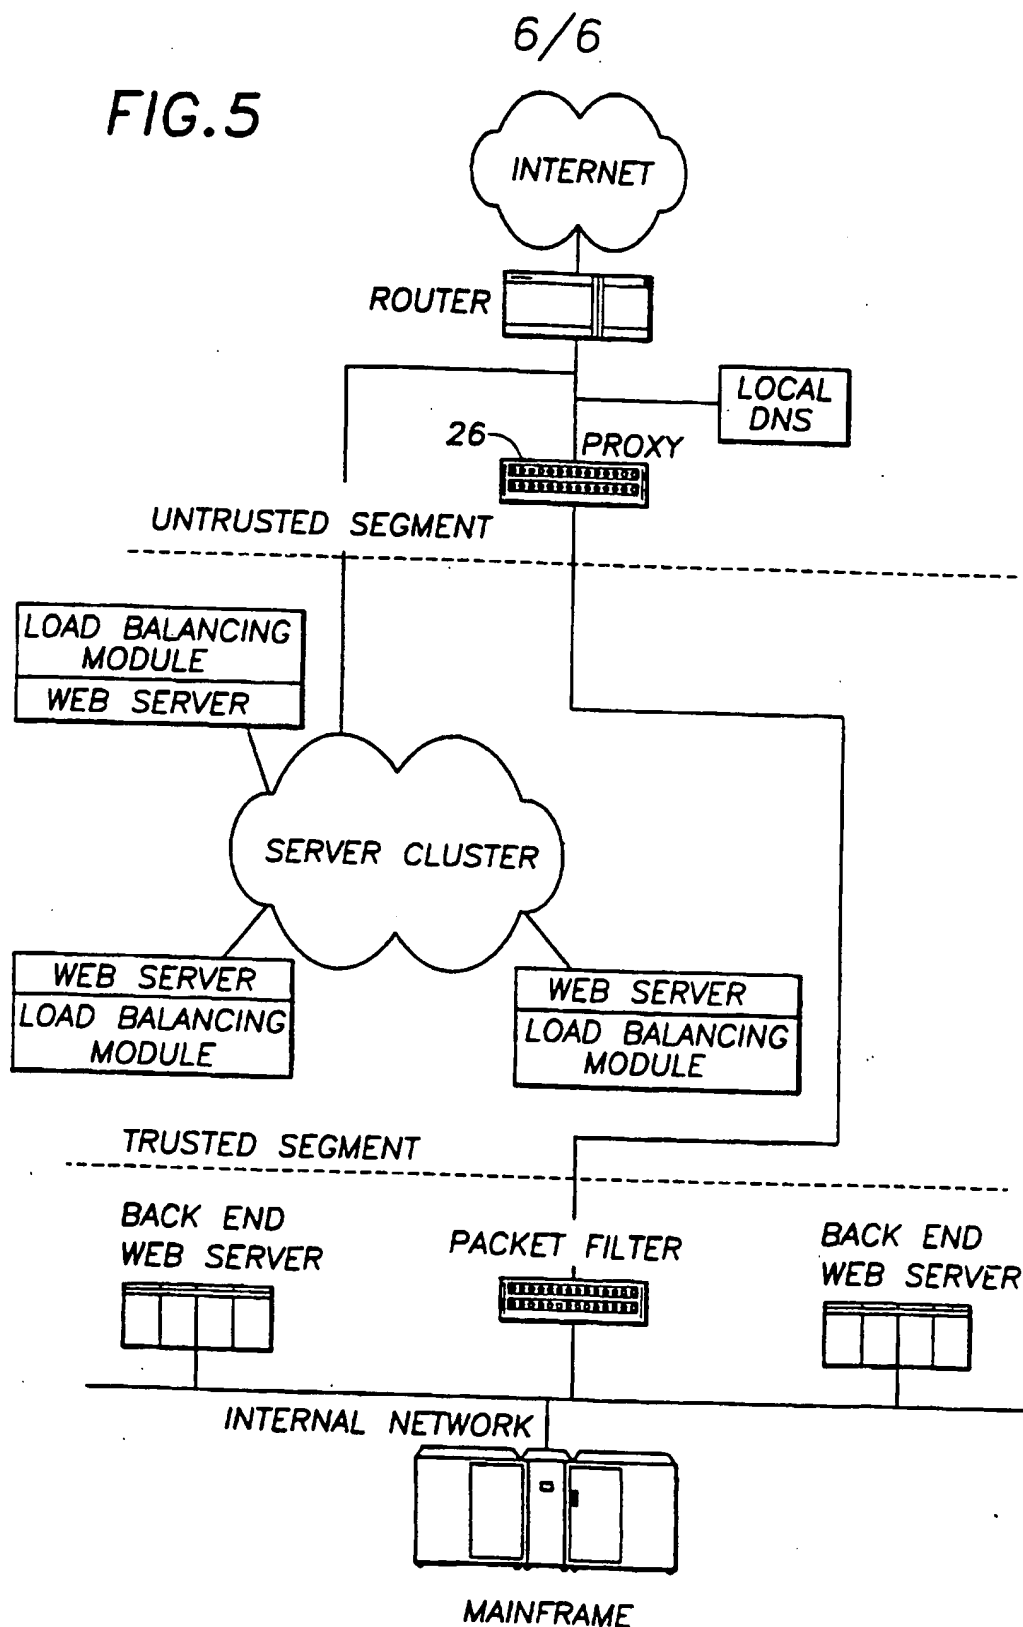 6/6
FIG.5
INTERNET
ROUTER
LOCAL
DNS
26
PROXY
UNTRUSTED SEGMENT
LOAD BALANCING
MODULE
WEB SERVER
SERVER CLUSTER
WEB SERVER
LOAD BALANCING
MODULE
WEB SERVER
LOAD BALANCING
MODULE
TRUSTED SEGMENT
BACK END
WEB SERVER
PACKET FILTER
BACK END
WEB SERVER
INTERNAL NETWORK
MAINFRAME